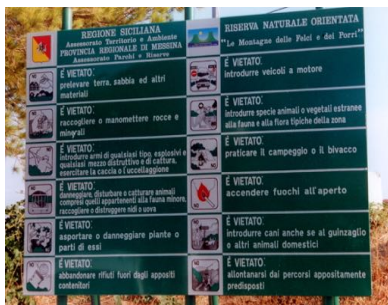 REGIONE SICILIANA
Assessorato Territorio e Ambiente
PROVINCIA REGIONALE DI MESSINA
Assessorato Parchi e Riserve
É VIETATO:
prelevare terra, sabbia ed altri
materiali
É VIETATO:
raccogliere o manomettere rocce e
minerali
É VIETATO:
introdurre armi di qualsiasi tipo, esplosivi e
qualsiasi mezzo distruttivo e di cattura,
esercitare la caccia o l'uccellagione
É VIETATO:
danneggiare, disturbare o catturare animali
compresi quelli appartenenti alla fauna minore,
raccogliere o distruggere nidi o uova
É VIETATO:
asportare o danneggiare piante o
parti di essi
É VIETATO:
abbandonare rifiuti fuori dagli appositi
contenitori
RISERVA NATURALE ORIENTATA
"Le Montagne delle Felci e dei Porri"
É VIETATO:
introdurre veicoli a motore
É VIETATO:
introdurre specie animali o vegetali estranee
alla fauna e alla flora tipiche della zona
É VIETATO:
praticare il campeggio o il bivacco
É VIETATO:
accendere fuochi all'aperto
É VIETATO:
introdurre cani anche se al guinzaglio
o altri animali domestici
É VIETATO:
allontanarsi dai percorsi appositamente
predisposti